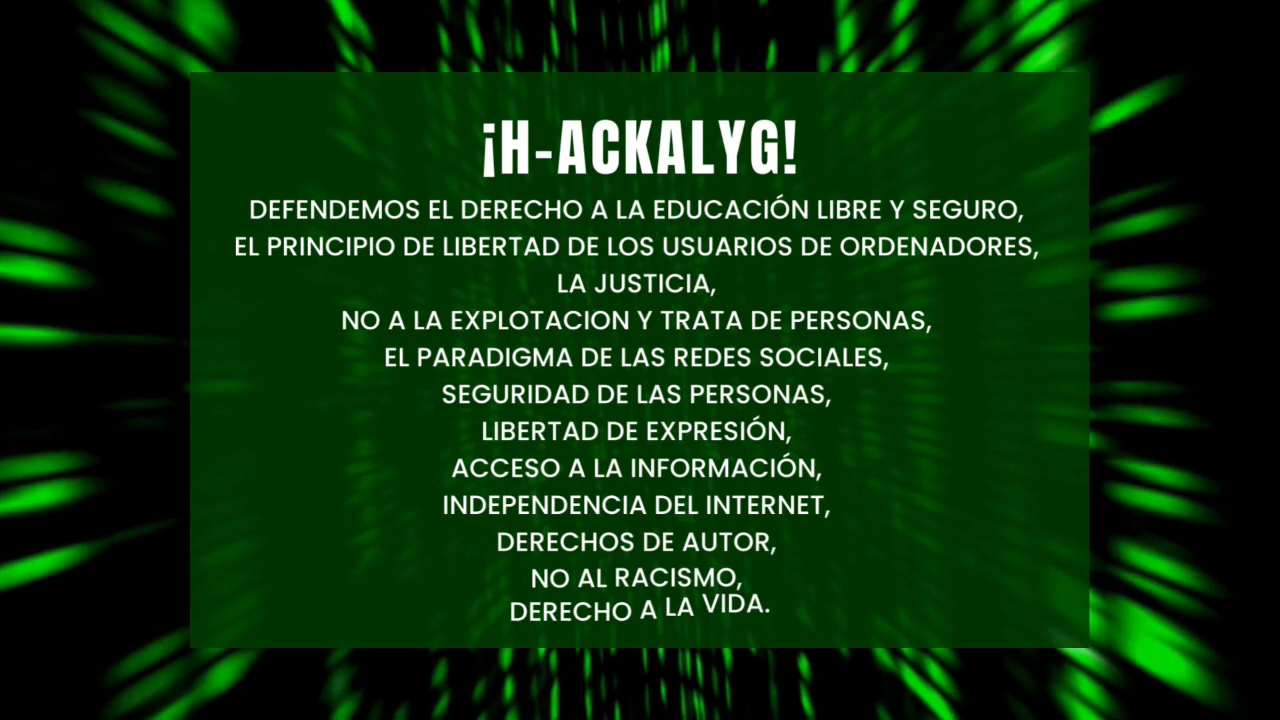 ¡H-ACKALYG!
DEFENDEMOS EL DERECHO A LA EDUCACIÓN LIBRE Y SEGURO,
EL PRINCIPIO DE LIBERTAD DE LOS USUARIOS DE ORDENADORES,
LA JUSTICIA,
NO A LA EXPLOTACION Y TRATA DE PERSONAS,
EL PARADIGMA DE LAS REDES SOCIALES,
SEGURIDAD DE LAS PERSONAS,
LIBERTAD DE EXPRESIÓN,
ACCESO A LA INFORMACIÓN,
INDEPENDENCIA DEL INTERNET,
DERECHOS DE AUTOR,
NO AL RACISMO,
DERECHO A LA VIDA.